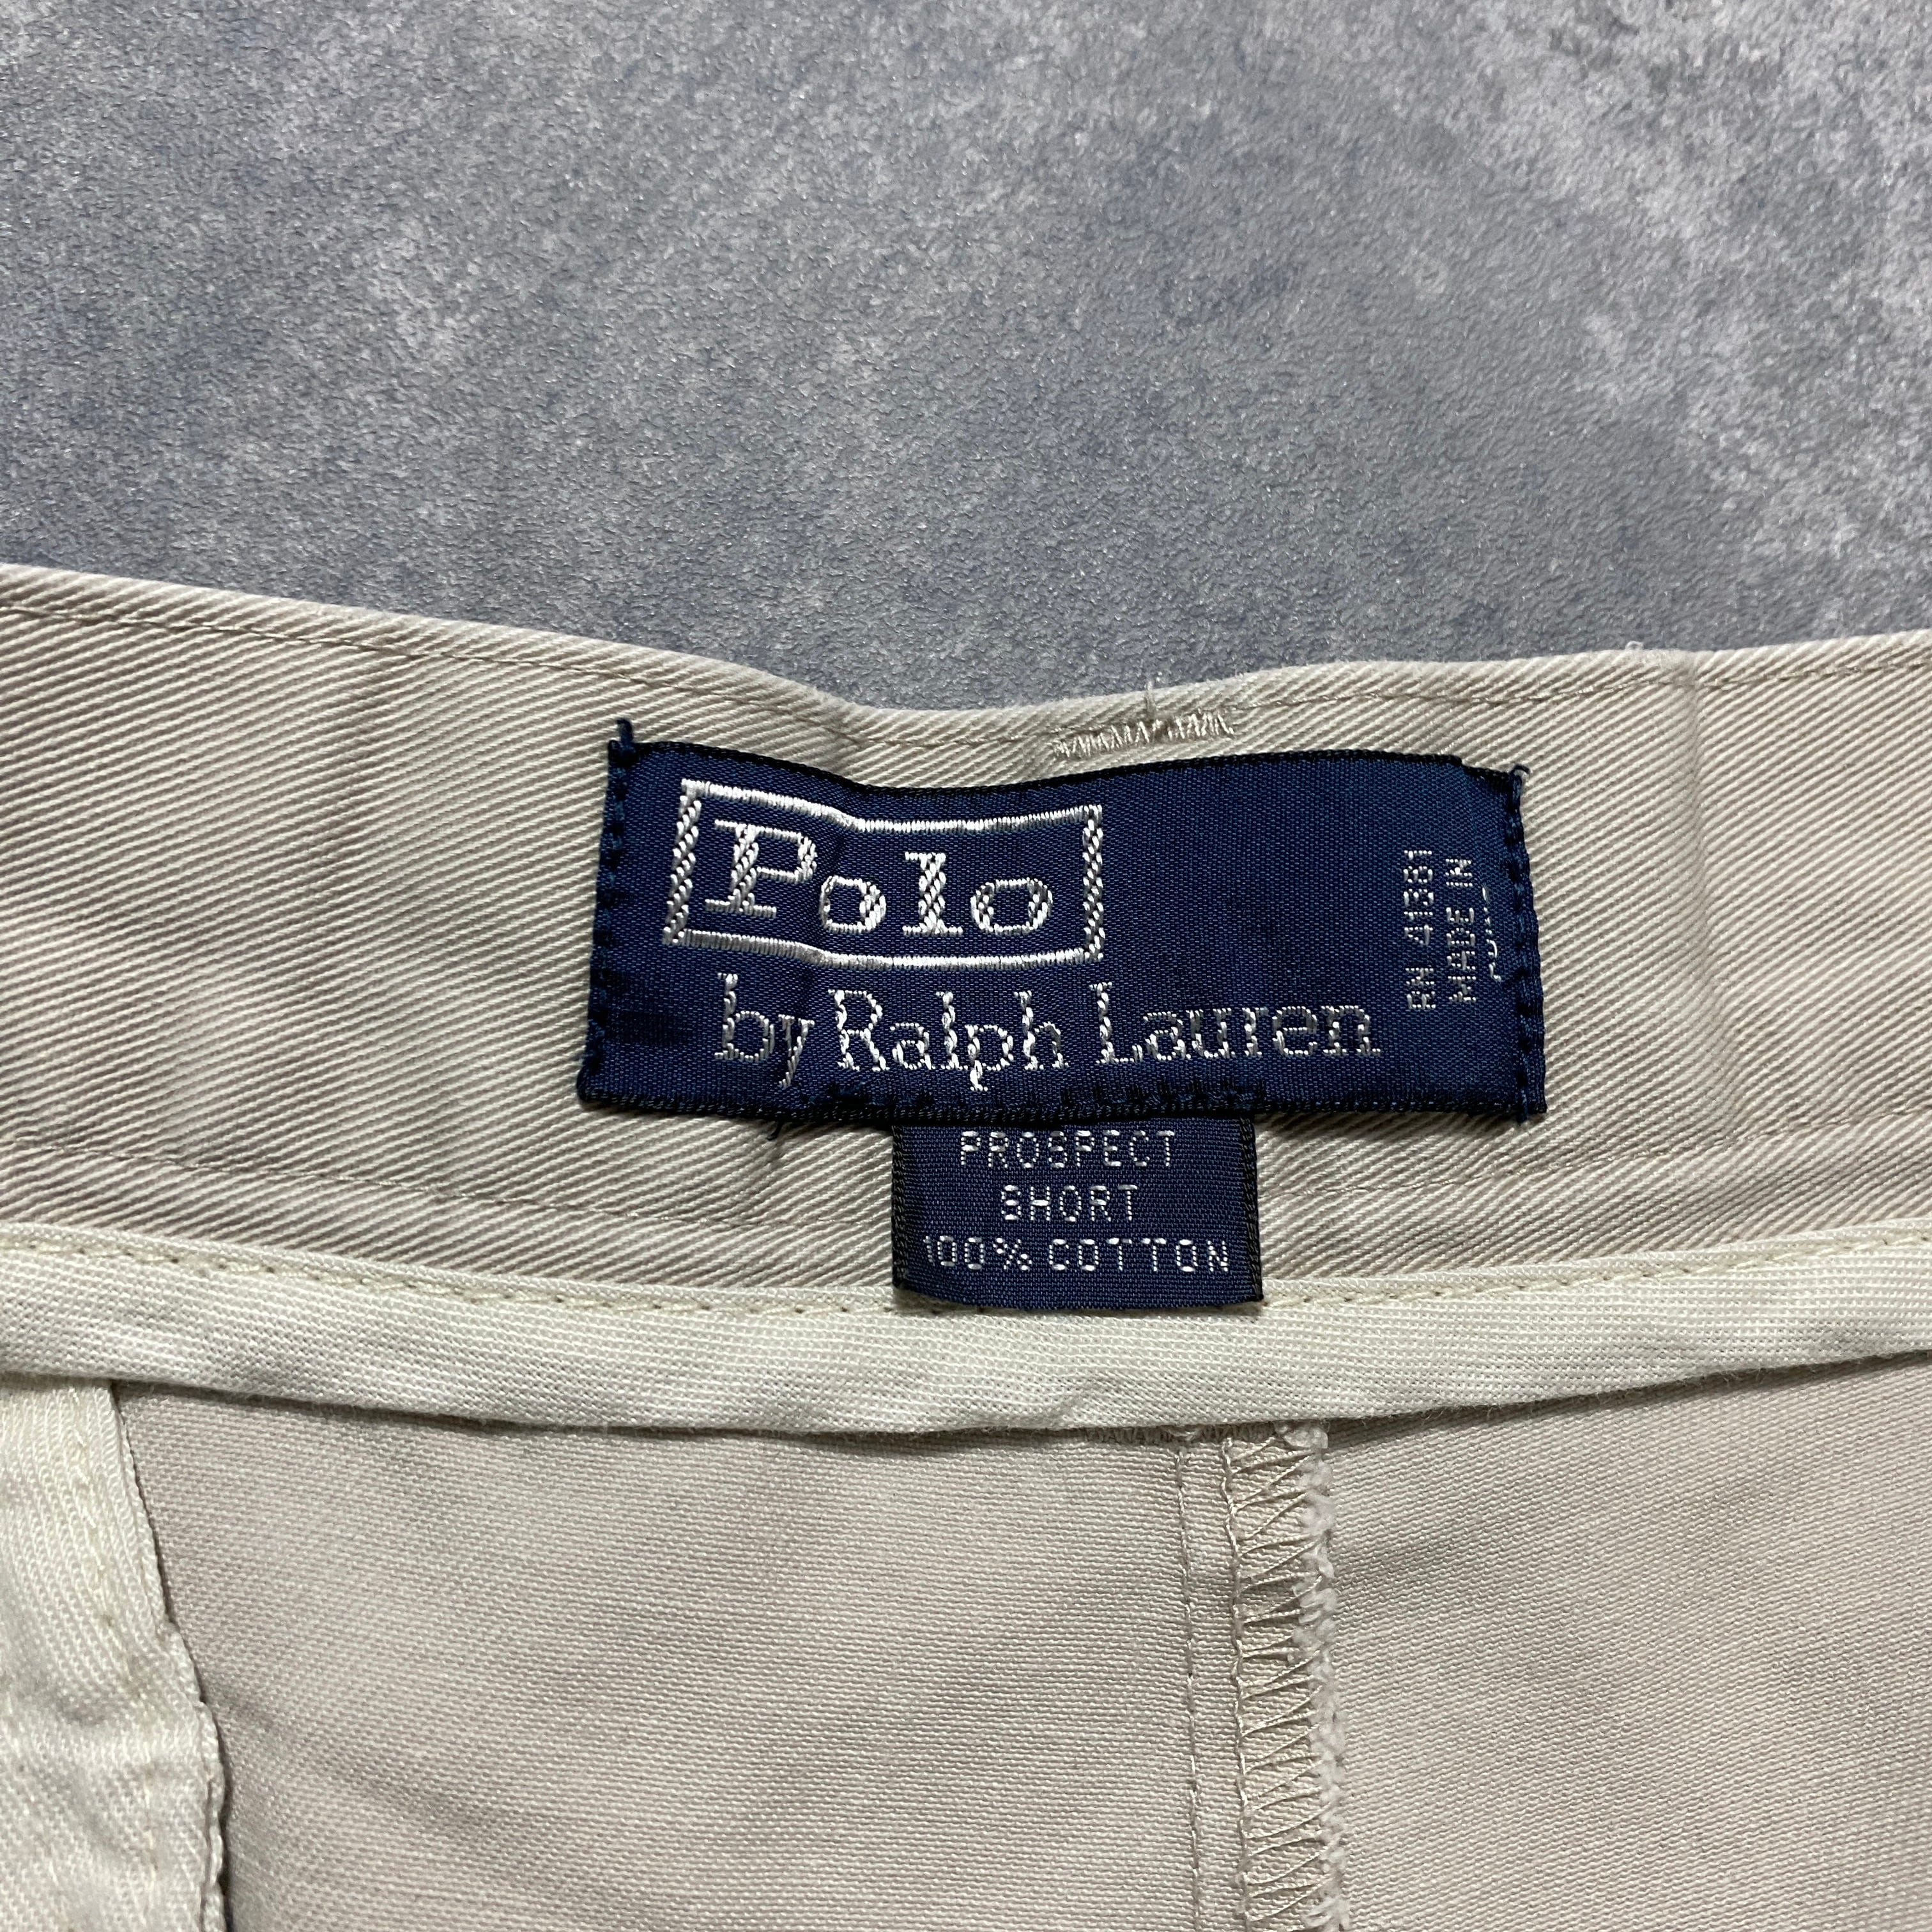 Polo
by Ralph Lauren
RN 41381
MADE IN
PROSPECT
SHORT
100% COTTON